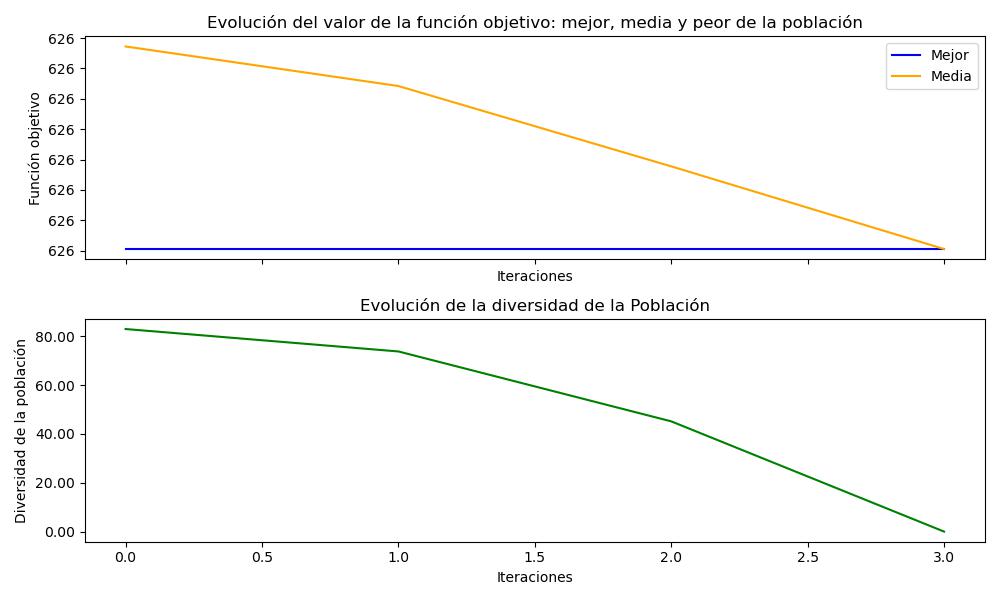 Evolución del valor de la función objetivo: mejor, media y peor de la población
626
626
626
626
626
626
626
626
Función objetivo
Mejor
Media
Iteraciones
Evolución de la diversidad de la Población
80.00
60.00
40.00
20.00
0.00
Diversidad de la población
0.0 0.5 1.0 1.5 2.0 2.5 3.0
Iteraciones